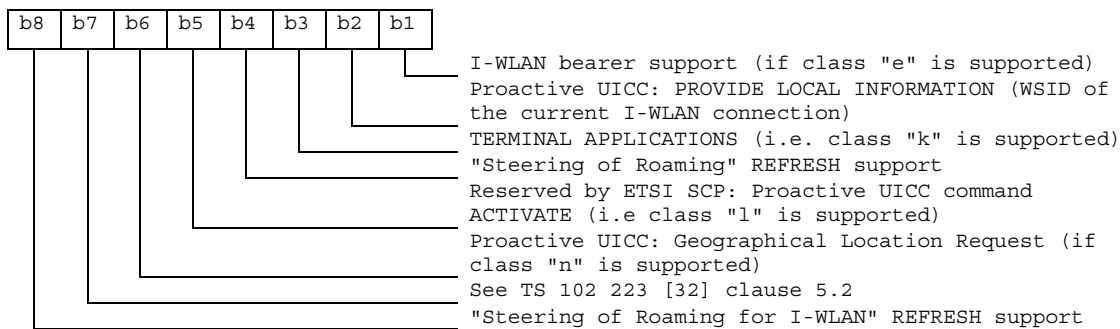 b8 b7 b6 b5 b4 b3 b2 b1
I-WLAN bearer support (if class "e" is supported)
Proactive UICC: PROVIDE LOCAL INFORMATION (WSID of
the current I-WLAN connection)
TERMINAL APPLICATIONS (i.e. class "k" is supported)
"Steering of Roaming" REFRESH support
Reserved by ETSI SCP: Proactive UICC command
ACTIVATE (i.e class "l" is supported)
Proactive UICC: Geographical Location Request (if
class "n" is supported)
See TS 102 223 [32] clause 5.2
"Steering of Roaming for I-WLAN" REFRESH support